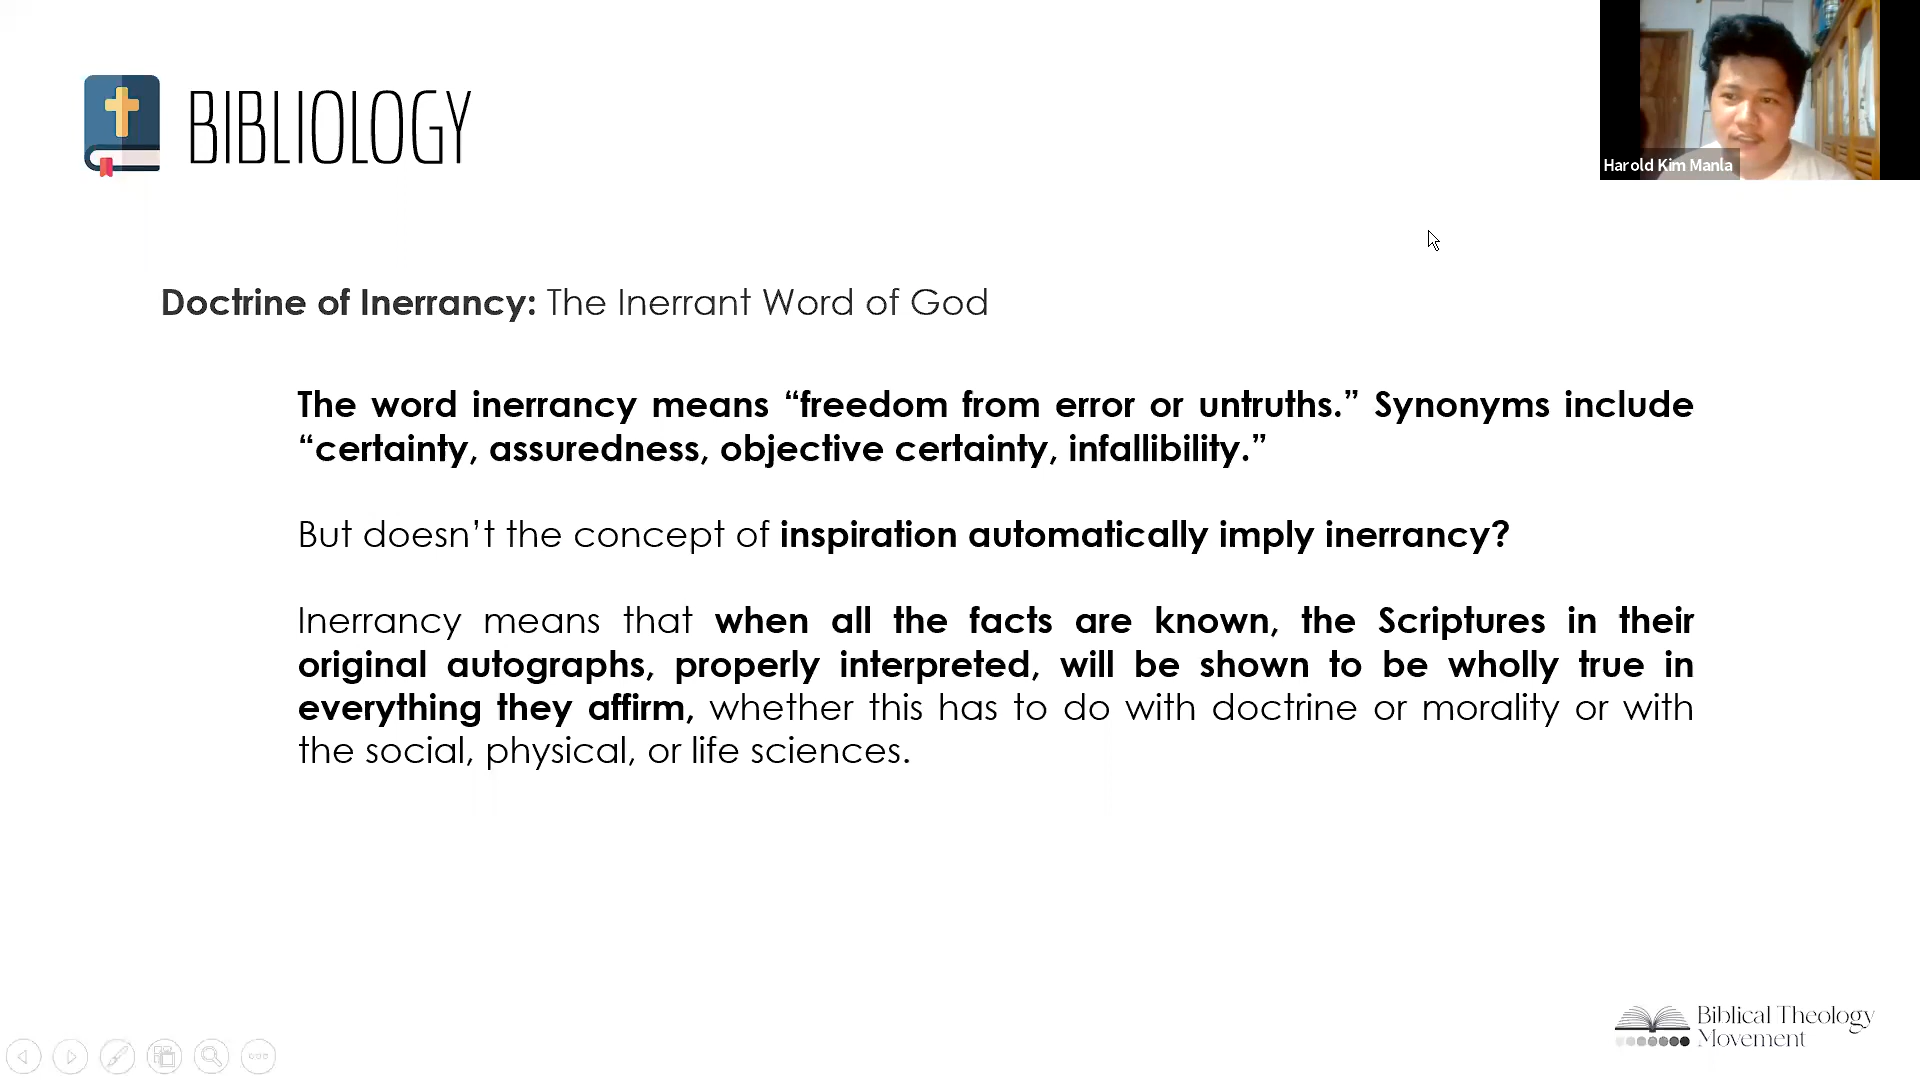 BIBLIOLOGY
Harold Kim Manla
Doctrine of Inerrancy: The Inerrant Word of God
The word inerrancy means “freedom from error or untruths.” Synonyms include
“certainty, assuredness, objective certainty, infallibility.”
But doesn’t the concept of inspiration automatically imply inerrancy?
Inerrancy means that when all the facts are known, the Scriptures in their
original autographs, properly interpreted, will be shown to be wholly true in
everything they affirm, whether this has to do with doctrine or morality or with
the social, physical, or life sciences.
Biblical Theology
Movement